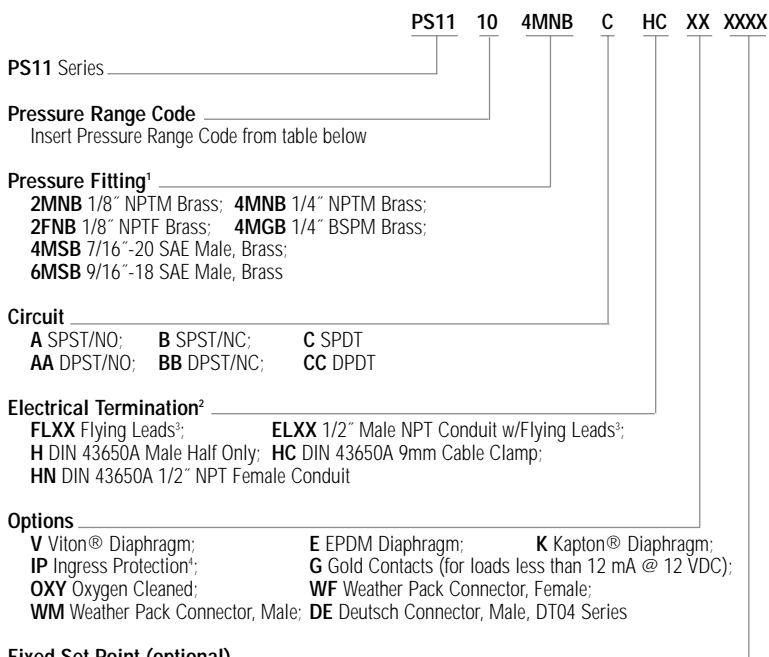 PS11 10 4MNB C HC XX XXXX
PS11 Series
Pressure Range Code
Insert Pressure Range Code from table below
Pressure Fitting¹
2MNB 1/8˝ NPTM Brass; 4MNB 1/4˝ NPTM Brass;
2FNB 1/8˝ NPTF Brass; 4MGB 1/4˝ BSPM Brass;
4MSB 7/16˝-20 SAE Male, Brass;
6MSB 9/16˝-18 SAE Male, Brass
Circuit
A SPST/NO; B SPST/NC; C SPDT
AA DPST/NO; BB DPST/NC; CC DPDT
Electrical Termination²
FLXX Flying Leads³; ELXX 1/2˝ Male NPT Conduit w/Flying Leads³;
H DIN 43650A Male Half Only; HC DIN 43650A 9mm Cable Clamp;
HN DIN 43650A 1/2˝ NPT Female Conduit
Options
V Viton® Diaphragm; E EPDM Diaphragm; K Kapton® Diaphragm;
IP Ingress Protection⁴; G Gold Contacts (for loads less than 12 mA @ 12 VDC);
OXY Oxygen Cleaned; WF Weather Pack Connector, Female;
WM Weather Pack Connector, Male; DE Deutsch Connector, Male, DT04 Series
Fixed Set Point (optional)